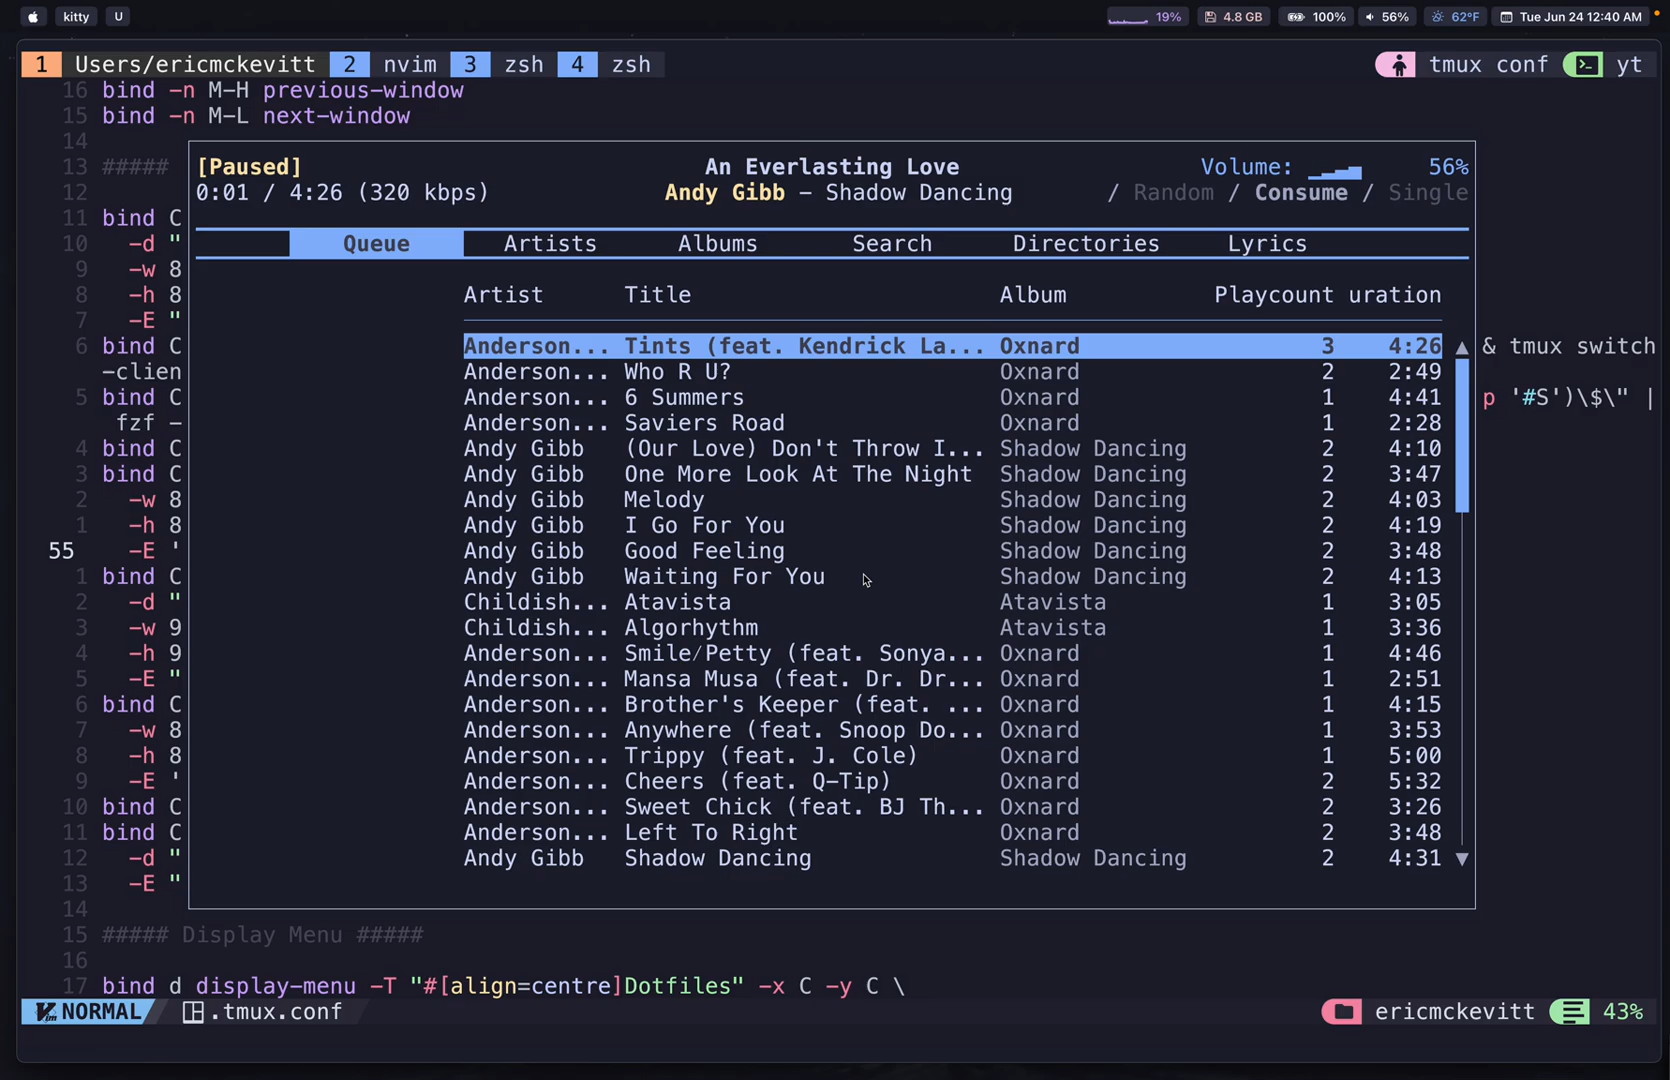 kitty U 19% 4.8 GB 100% 56% 62°F Tue Jun 24 12:40 AM
1 Users/ericmckevitt 2 nvim 3 zsh 4 zsh tmux conf yt
16 bind -n M-H previous-window
15 bind -n M-L next-window
14
13 #####
12
11 bind C
10 -d "
9 -w 8
8 -h 8
7 -E "
6 bind C & tmux switch
-clien
5 bind C p '#S')\$\" |
fzf -
4 bind C
3 bind C
2 -w 8
1 -h 8
55 -E '
1 bind C
2 -d "
3 -w 9
4 -h 9
5 -E "
6 bind C
7 -w 8
8 -h 8
9 -E '
10 bind C
11 bind C
12 -d "
13 -E "
14
15 ##### Display Menu #####
16
17 bind d display-menu -T "#[align=centre]Dotfiles" -x C -y C \
[Paused] An Everlasting Love Volume: 56%
0:01 / 4:26 (320 kbps) Andy Gibb - Shadow Dancing / Random / Consume / Single
Queue Artists Albums Search Directories Lyrics
Artist Title Album Playcount uration
Anderson... Tints (feat. Kendrick La... Oxnard 3 4:26
Anderson... Who R U? Oxnard 2 2:49
Anderson... 6 Summers Oxnard 1 4:41
Anderson... Saviers Road Oxnard 1 2:28
Andy Gibb (Our Love) Don't Throw I... Shadow Dancing 2 4:10
Andy Gibb One More Look At The Night Shadow Dancing 2 3:47
Andy Gibb Melody Shadow Dancing 2 4:03
Andy Gibb I Go For You Shadow Dancing 2 4:19
Andy Gibb Good Feeling Shadow Dancing 2 3:48
Andy Gibb Waiting For You Shadow Dancing 2 4:13
Childish... Atavista Atavista 1 3:05
Childish... Algorhythm Atavista 1 3:36
Anderson... Smile/Petty (feat. Sonya... Oxnard 1 4:46
Anderson... Mansa Musa (feat. Dr. Dr... Oxnard 1 2:51
Anderson... Brother's Keeper (feat. ... Oxnard 1 4:15
Anderson... Anywhere (feat. Snoop Do... Oxnard 1 3:53
Anderson... Trippy (feat. J. Cole) Oxnard 1 5:00
Anderson... Cheers (feat. Q-Tip) Oxnard 2 5:32
Anderson... Sweet Chick (feat. BJ Th... Oxnard 2 3:26
Anderson... Left To Right Oxnard 2 3:48
Andy Gibb Shadow Dancing Shadow Dancing 2 4:31
NORMAL .tmux.conf ericmckevitt 43%